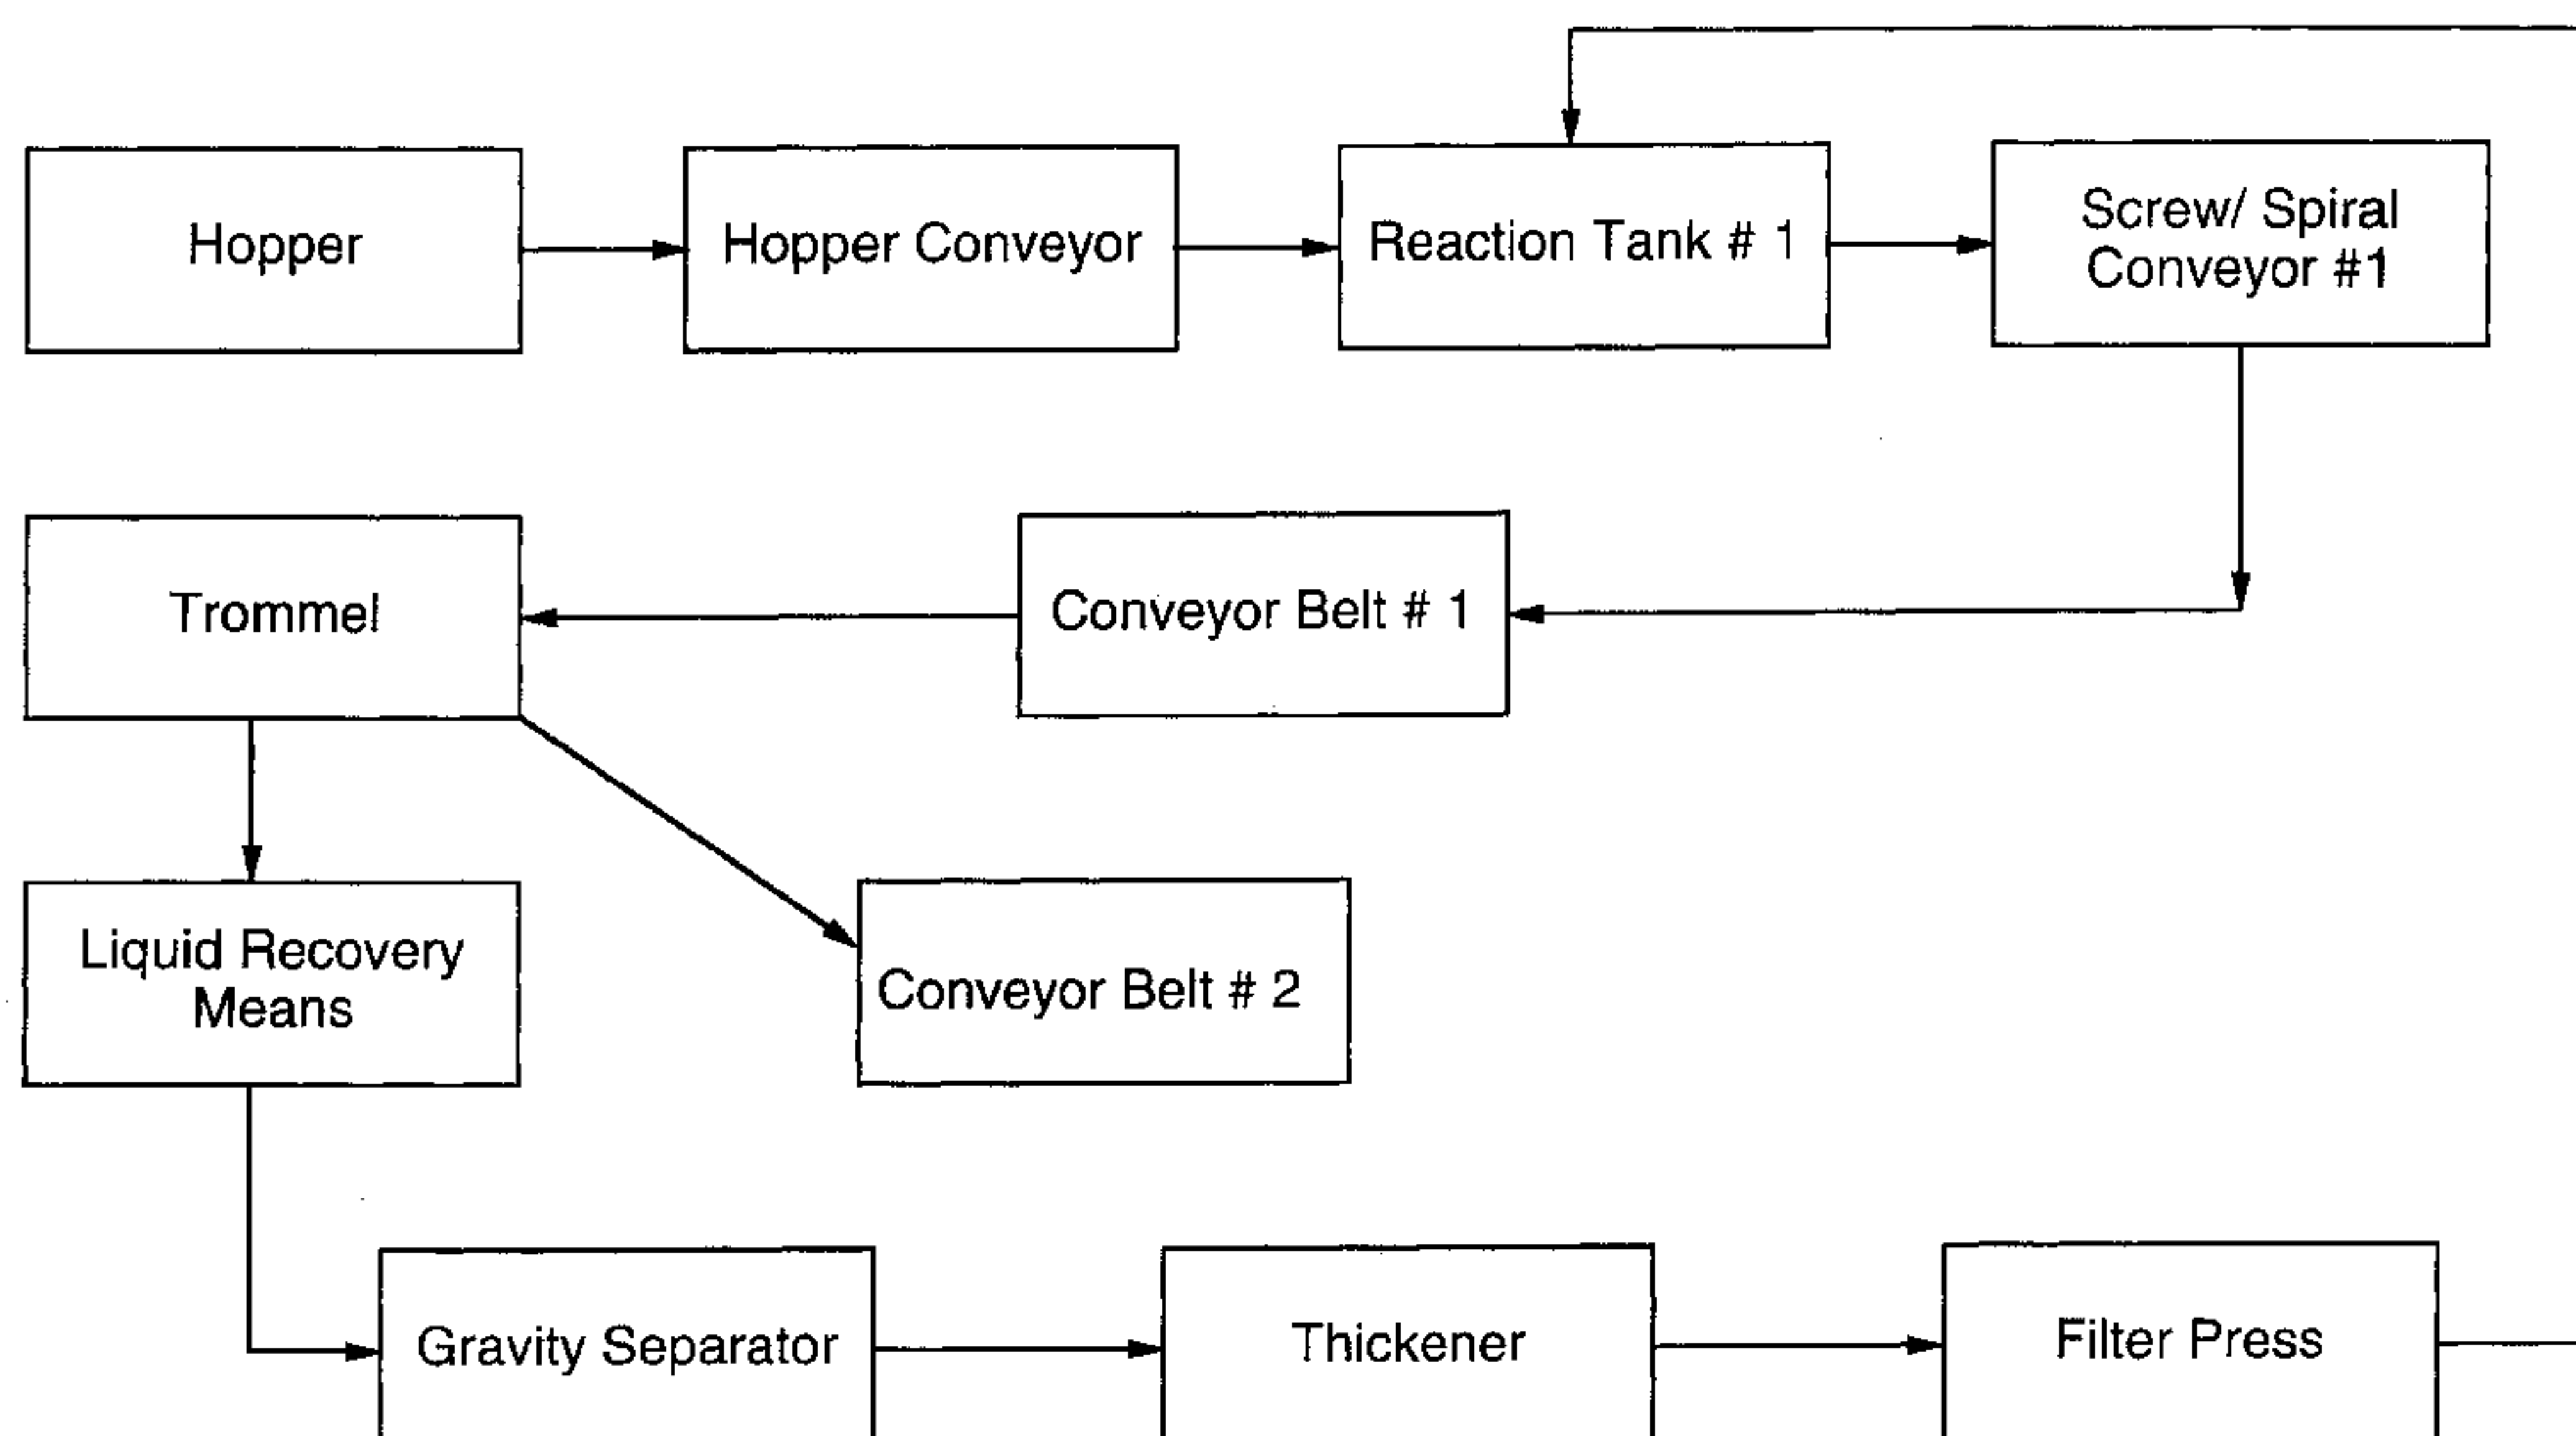 Hopper
Hopper Conveyor
Reaction Tank # 1
Screw/ Spiral
Conveyor #1
Trommel
Conveyor Belt # 1
Liquid Recovery
Means
Conveyor Belt # 2
Gravity Separator
Thickener
Filter Press